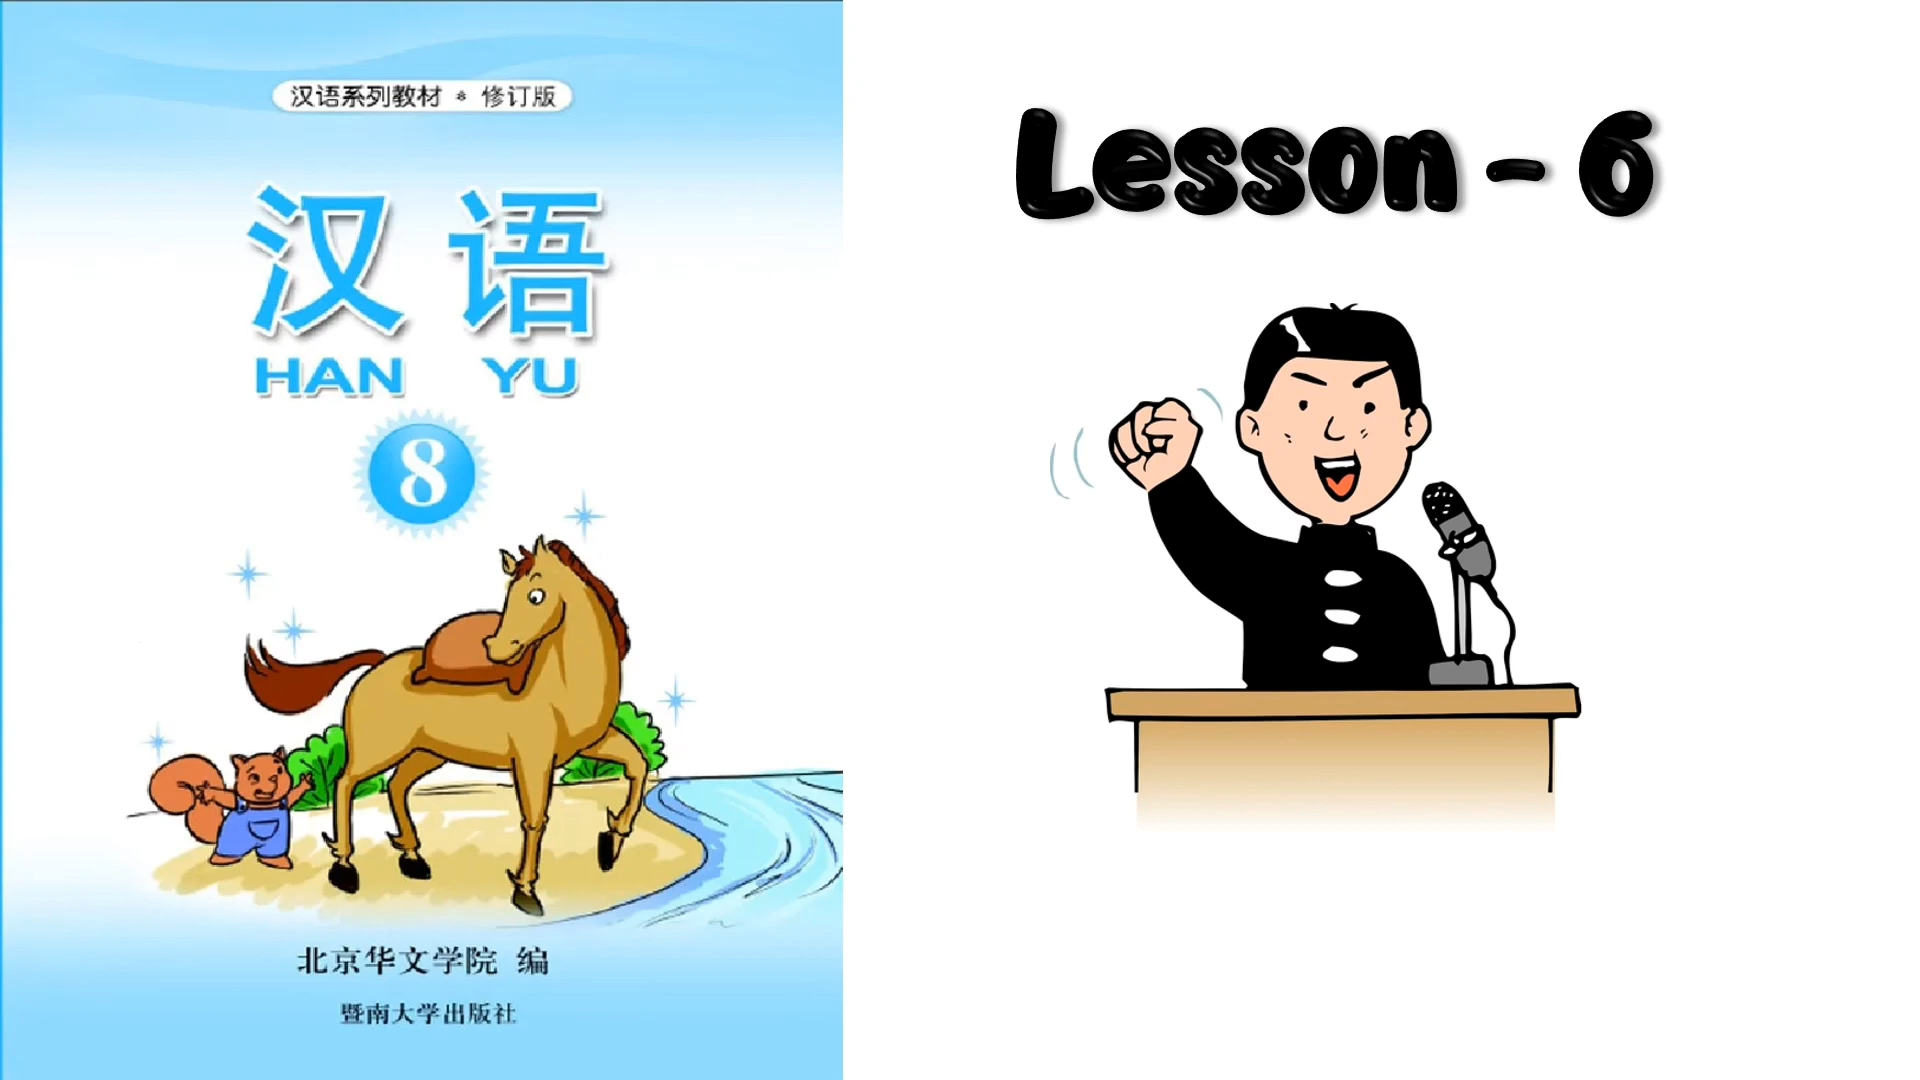 汉语系列教材 * 修订版
汉语
HAN YU
8
北京华文学院 编
暨南大学出版社
Lesson - 6